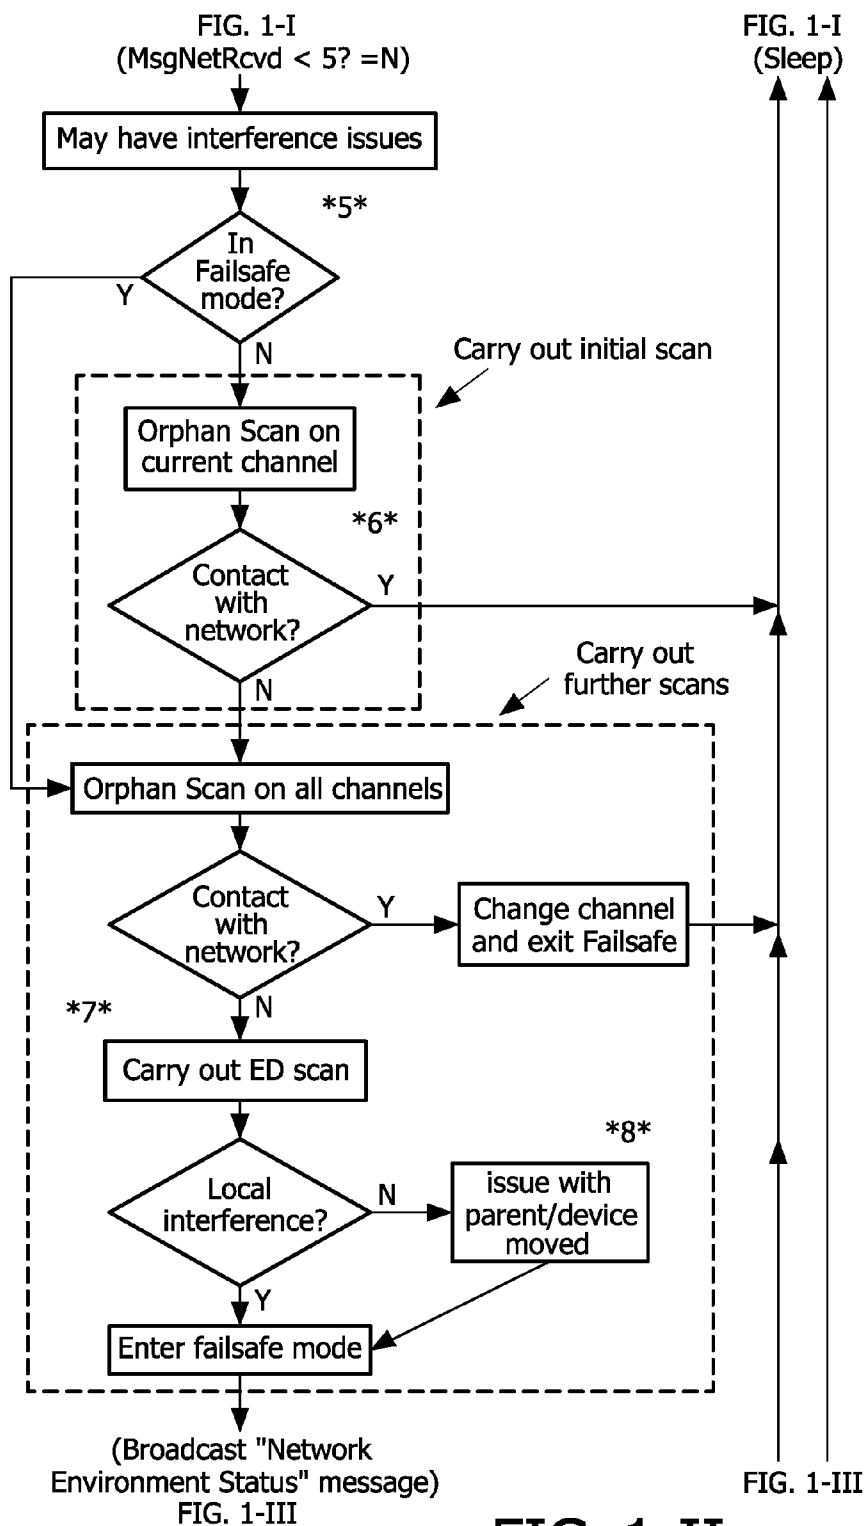 FIG. 1-I
(MsgNetRcvd < 5? =N)
FIG. 1-I
(Sleep)
May have interference issues
*5*
In
Failsafe
mode?
Y
N
Carry out initial scan
Orphan Scan on
current channel
*6*
Contact
with
network?
Y
N
Carry out
further scans
Orphan Scan on all channels
Contact
with
network?
Y
Change channel
and exit Failsafe
N
*7*
Carry out ED scan
*8*
Local
interference?
N
issue with
parent/device
moved
Y
Enter failsafe mode
(Broadcast "Network
Environment Status" message)
FIG. 1-III
FIG. 1-III
FIG. 1-II